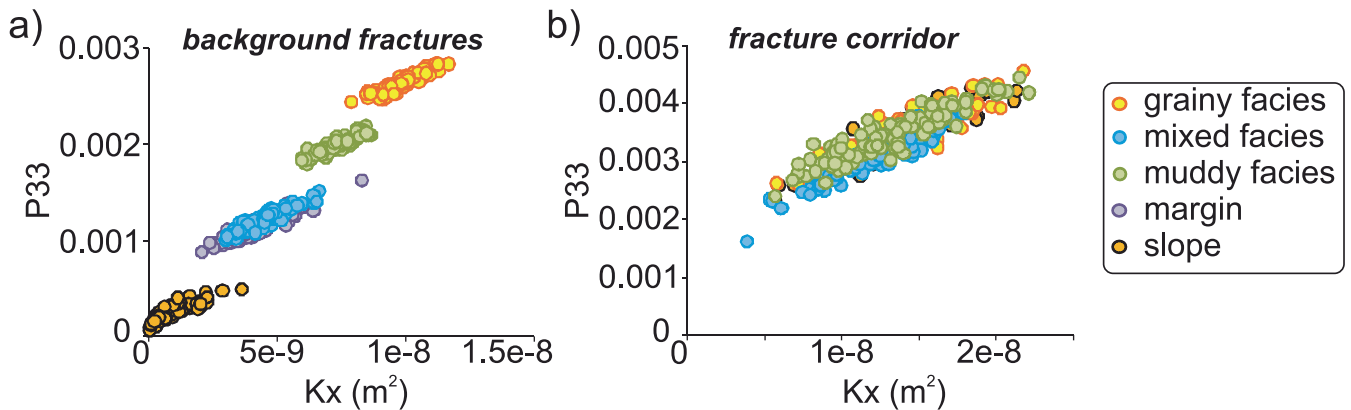 a)
background fractures
0.003
0.002
0.001
0
P33
0
5e-9
1e-8
1.5e-8
Kx (m²)
b)
fracture corridor
0.005
0.004
0.003
0.002
0.001
0
P33
0
1e-8
2e-8
Kx (m²)
grainy facies
mixed facies
muddy facies
margin
slope